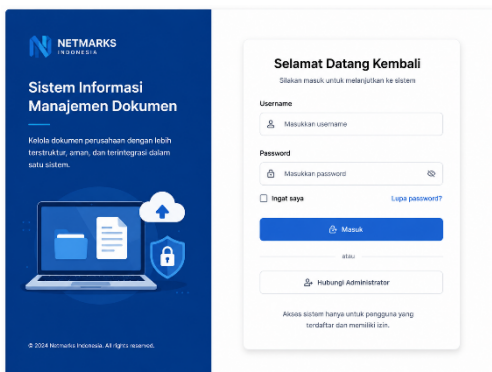 NETMARKS
INDONESIA
Sistem Informasi
Manajemen Dokumen
Kelola dokumen perusahaan dengan lebih
terstruktur, aman, dan terintegrasi dalam
satu sistem.
© 2024 Netmarks Indonesia. All rights reserved.
Selamat Datang Kembali
Silakan masuk untuk melanjutkan ke sistem
Username
Masukkan username
Password
Masukkan password
Ingat saya
Lupa password?
Masuk
atau
Hubungi Administrator
Akses sistem hanya untuk pengguna yang
terdaftar dan memiliki izin.